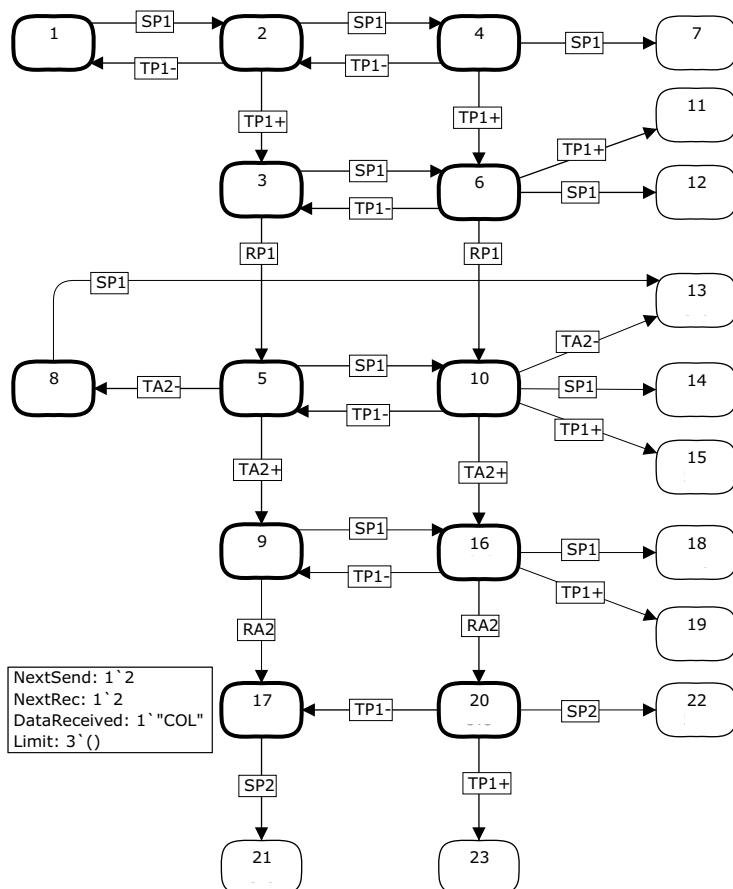 1
SP1
2
SP1
4
SP1
7
TP1-
TP1-
11
TP1+
TP1+
TP1+
3
SP1
6
SP1
12
TP1-
RP1
RP1
SP1
13
TA2-
8
TA2-
5
SP1
10
SP1
14
TP1-
TP1+
15
TA2+
TA2+
9
SP1
16
SP1
18
TP1-
TP1+
19
RA2
RA2
NextSend: 1`2
NextRec: 1`2
DataReceived: 1`"COL"
Limit: 3`()
17
TP1-
20
SP2
22
SP2
TP1+
21
23